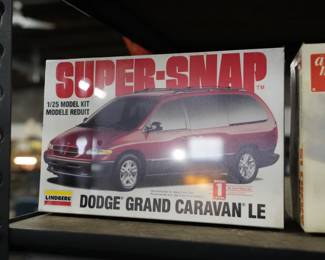 SUPER-SNAP
TM
1/25 MODEL KIT
MODELE REDUIT
LINDBERG
1
DODGE® GRAND CARAVAN® LE